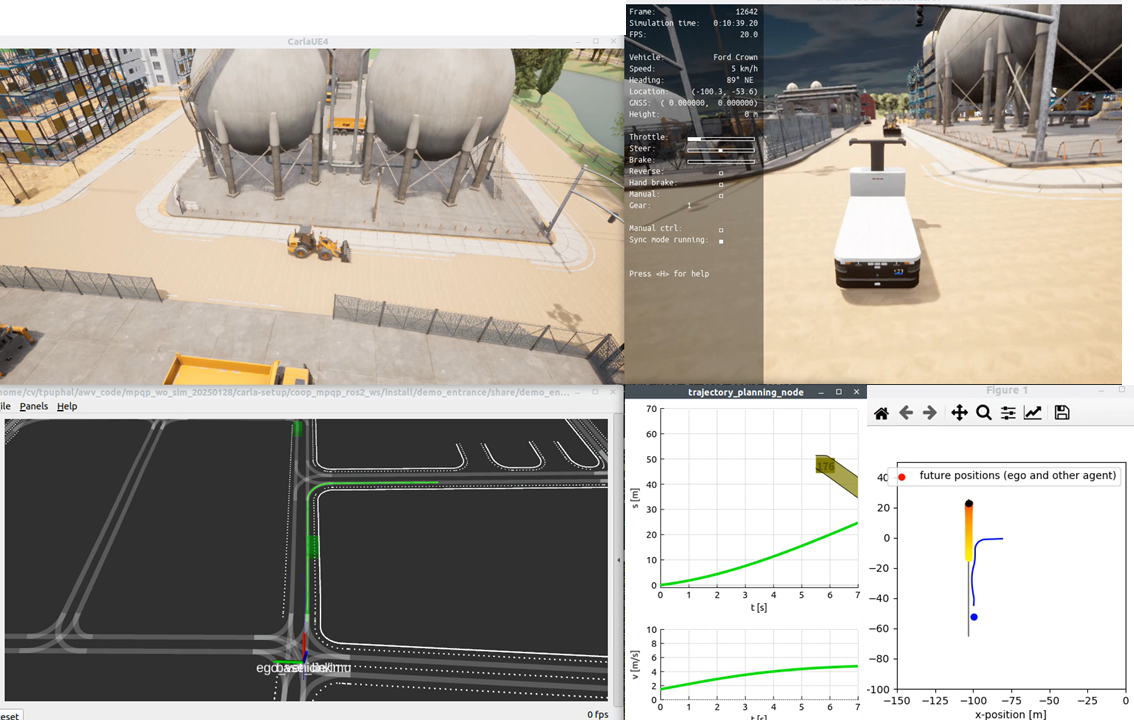 CarlaUE4
Frame: 12642
Simulation time: 0:10:39.20
FPS: 20.0
Vehicle: Ford Crown
Speed: 5 km/h
Heading: 89° NE
Location: (-100.3, -53.6)
GNSS: ( 0.000000, 0.000000)
Height: 0 m
Throttle:
Steer:
Brake:
Reverse:
Hand brake:
Manual:
Gear: 1
Manual ctrl:
Sync mode running:
Press <H> for help
home/cv/tpuphal/awv_code/mpqp_wo_sim_20250128/carla-setup/coop_mpqp_ros2_ws/install/demo_entrance/share/demo_en...
ile Panels Help
ego_vehicle/imu
eset
0 fps
trajectory_planning_node
70
60
50
40
30
20
10
0
s [m]
176
0 1 2 3 4 5 6 7
t [s]
10
8
6
4
2
0
v [m/s]
0 1 2 3 4 5 6 7
t [s]
Figure 1
future positions (ego and other agent)
40
20
0
−20
−40
−60
−80
−100
−150 −125 −100 −75 −50 −25 0
x-position [m]